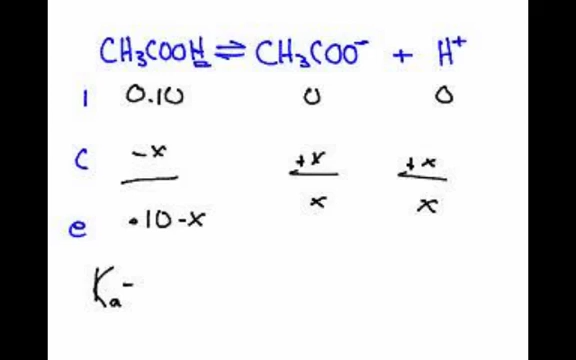 CH₃COOH ⇌ CH₃COO⁻ + H⁺
I 0.10 0 0
C -x +x +x
e .10-x x x
Kₐ-